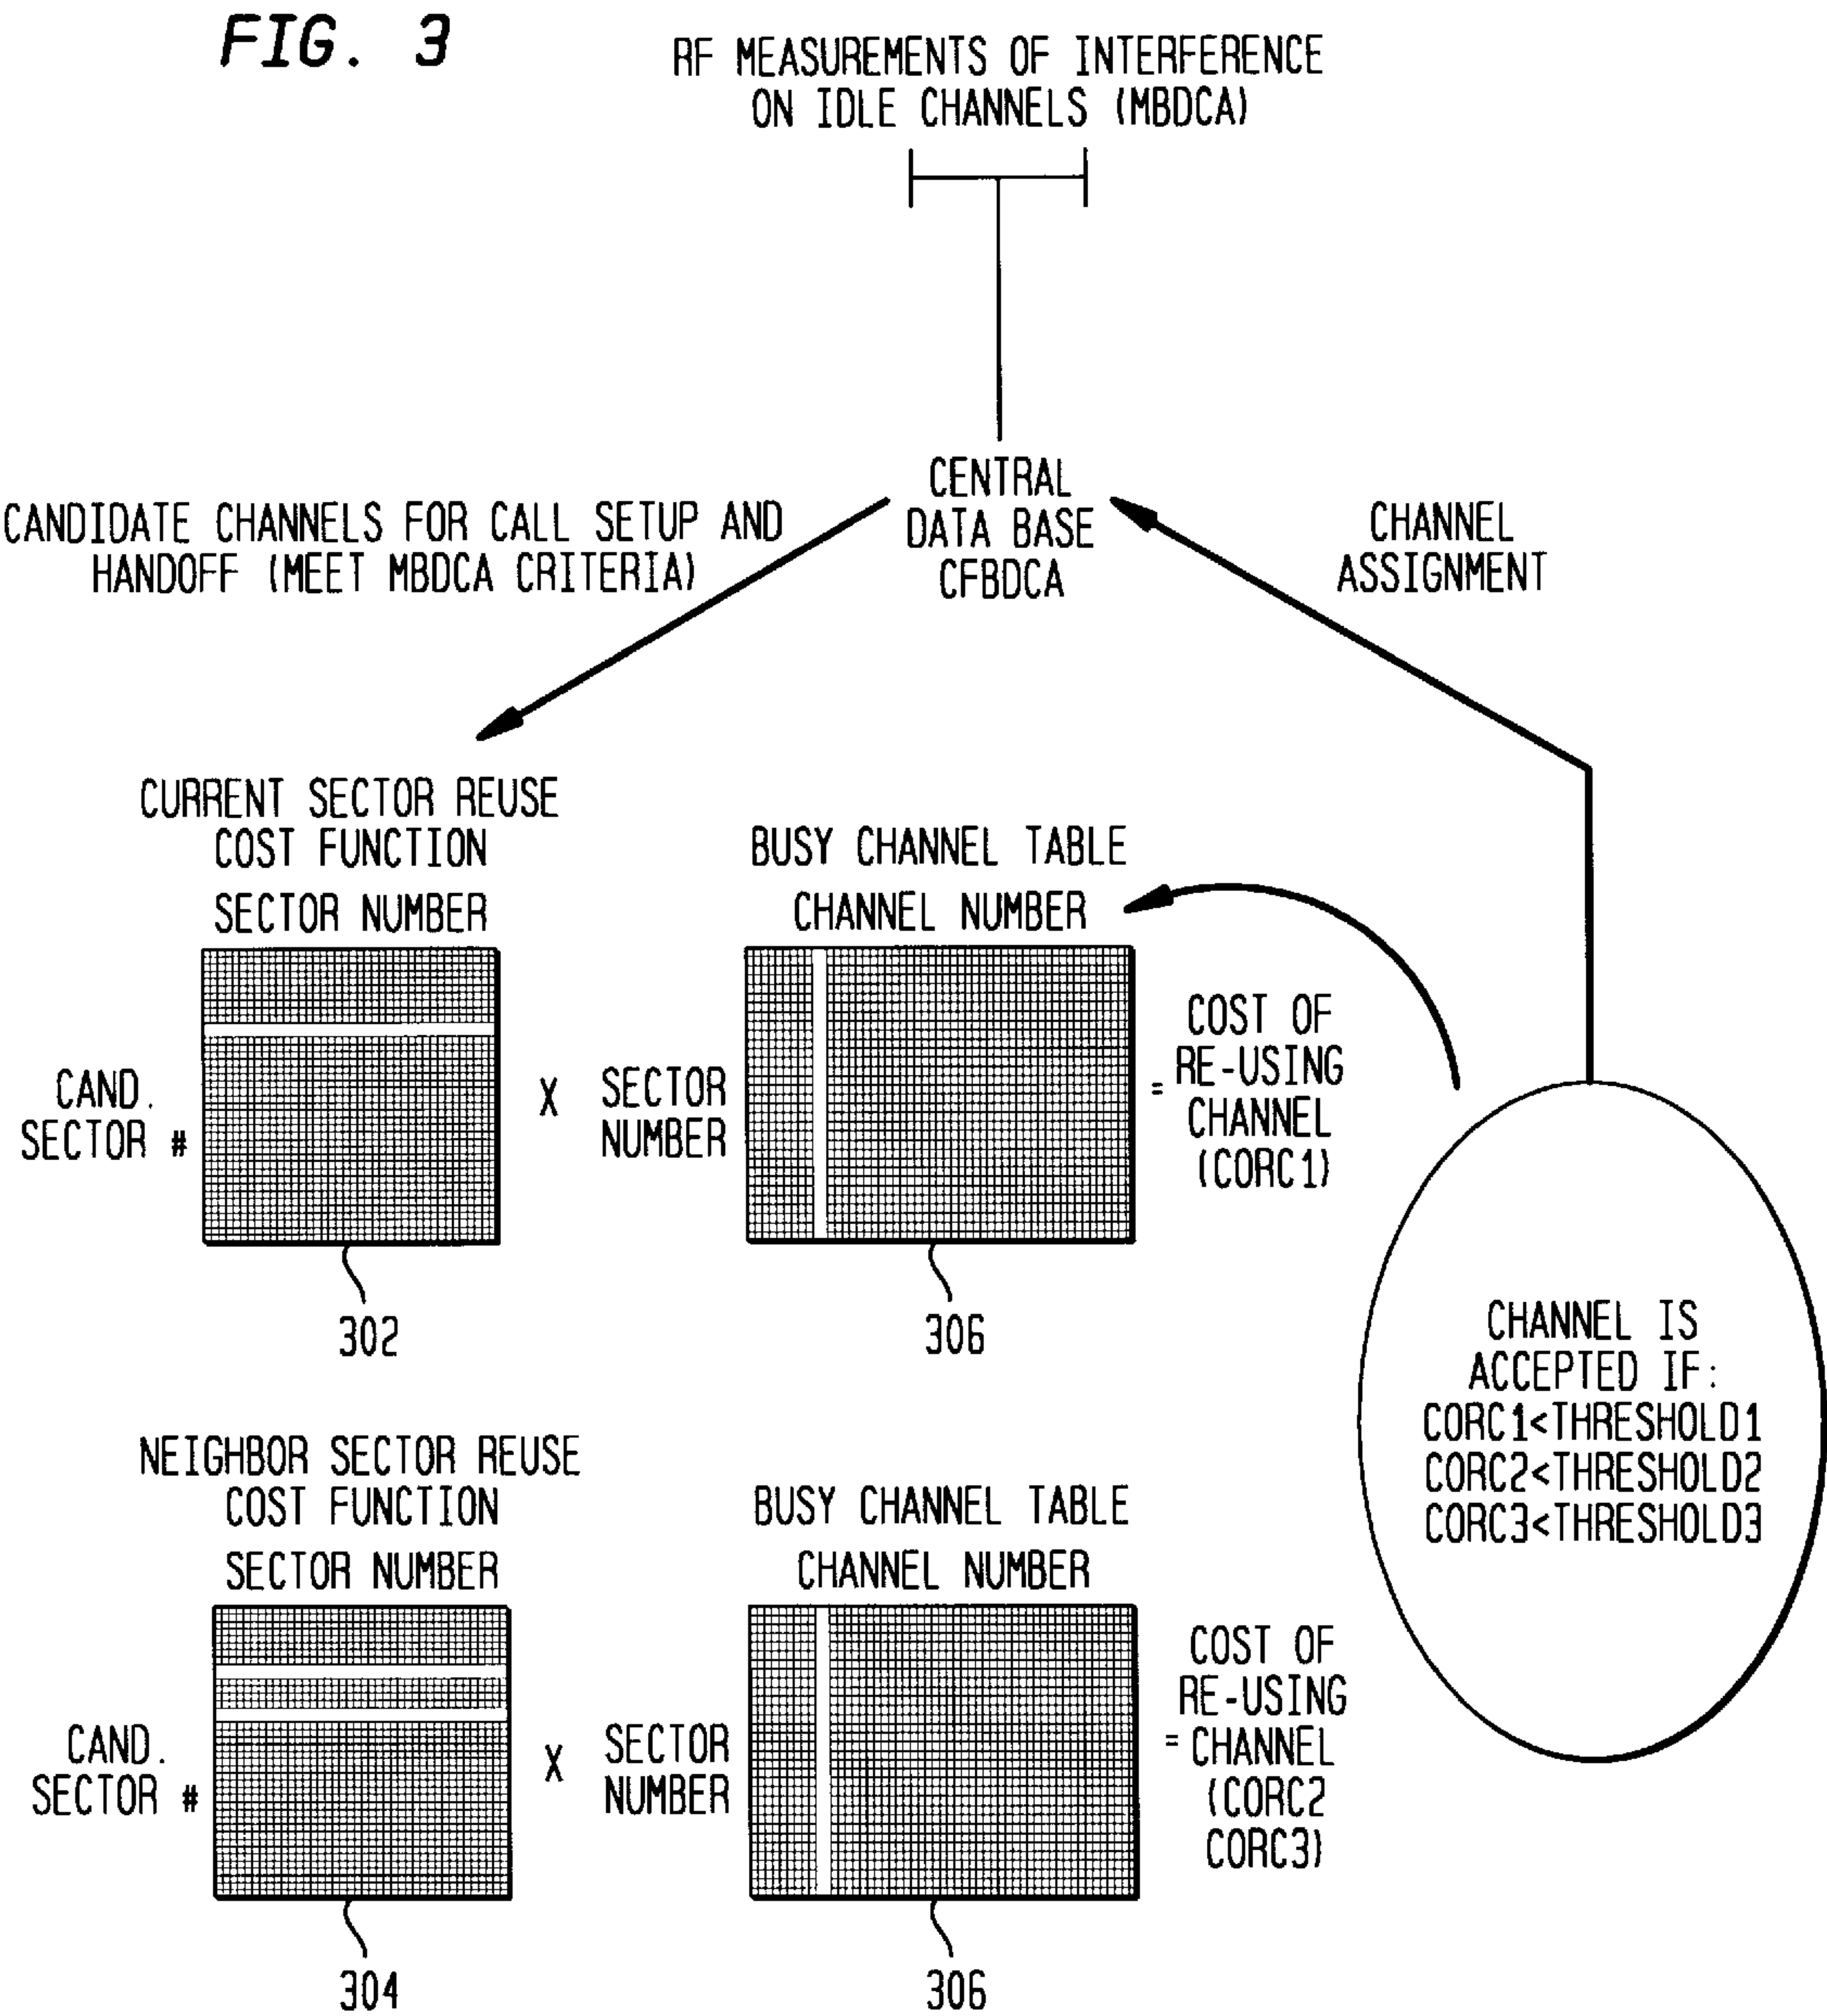 FIG. 3
RF MEASUREMENTS OF INTERFERENCE
ON IDLE CHANNELS (MBDCA)
CENTRAL
DATA BASE
CFBDCA
CANDIDATE CHANNELS FOR CALL SETUP AND
HANDOFF (MEET MBDCA CRITERIA)
CHANNEL
ASSIGNMENT
CURRENT SECTOR REUSE
COST FUNCTION
SECTOR NUMBER
CAND.
SECTOR #
302
X
BUSY CHANNEL TABLE
CHANNEL NUMBER
SECTOR
NUMBER
306
=
COST OF
RE-USING
CHANNEL
(CORC1)
CHANNEL IS
ACCEPTED IF:
CORC1<THRESHOLD1
CORC2<THRESHOLD2
CORC3<THRESHOLD3
NEIGHBOR SECTOR REUSE
COST FUNCTION
SECTOR NUMBER
CAND.
SECTOR #
304
X
BUSY CHANNEL TABLE
CHANNEL NUMBER
SECTOR
NUMBER
306
COST OF
RE-USING
= CHANNEL
(CORC2
CORC3)